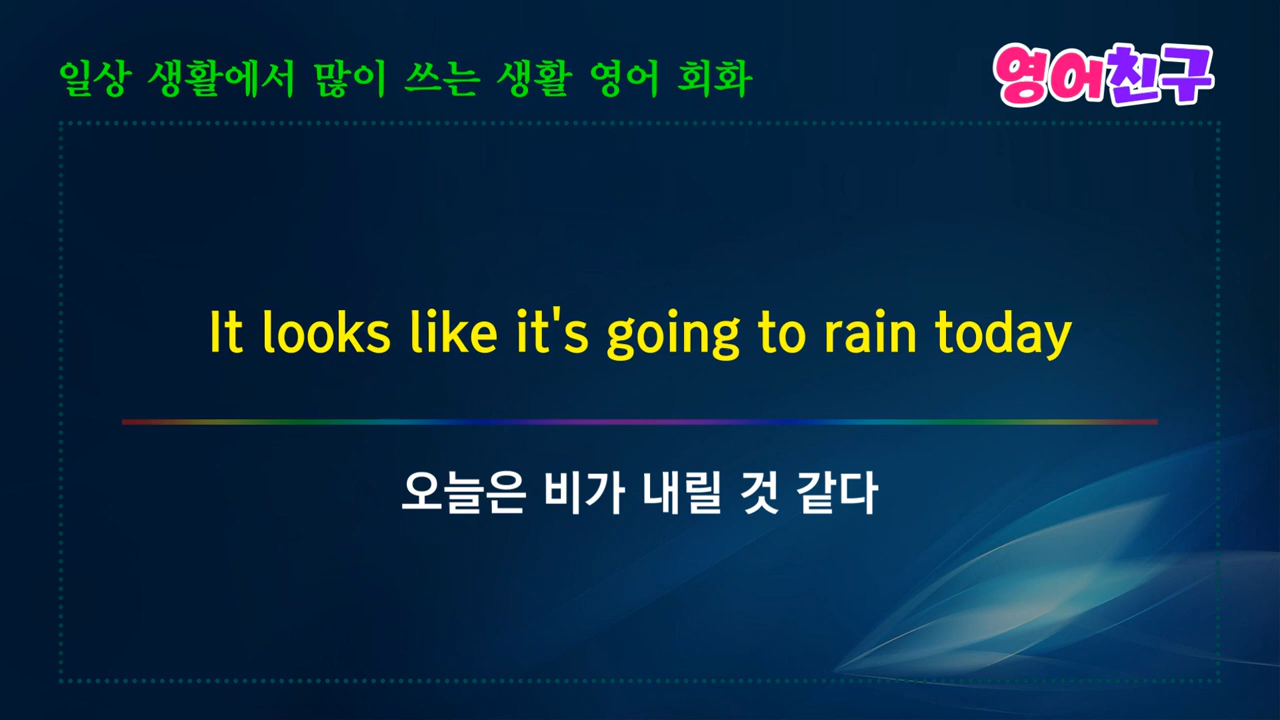 일상 생활에서 많이 쓰는 생활 영어 회화
영어친구
It looks like it's going to rain today
오늘은 비가 내릴 것 같다